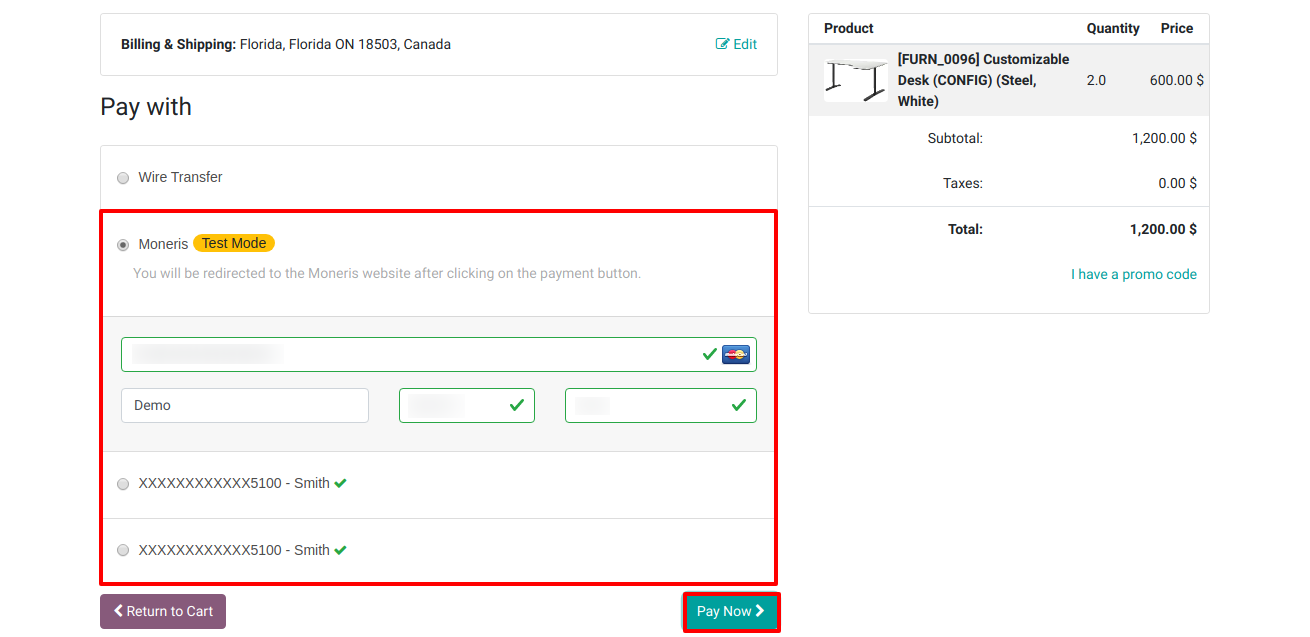 Billing & Shipping: Florida, Florida ON 18503, Canada
Edit
Pay with
Wire Transfer
Moneris Test Mode
You will be redirected to the Moneris website after clicking on the payment button.
Demo
XXXXXXXXXXXX5100 - Smith
XXXXXXXXXXXX5100 - Smith
Return to Cart
Pay Now
Product Quantity Price
[FURN_0096] Customizable
Desk (CONFIG) (Steel, 2.0 600.00 $
White)
Subtotal: 1,200.00 $
Taxes: 0.00 $
Total: 1,200.00 $
I have a promo code